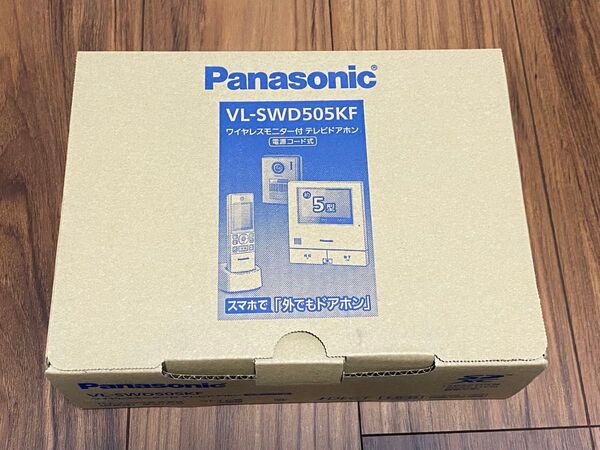 Panasonic®
VL-SWD505KF
ワイヤレスモニター付 テレビドアホン
電源コード式
約5型
スマホで「外でもドアホン」
Panasonic
VL-SWD505KF